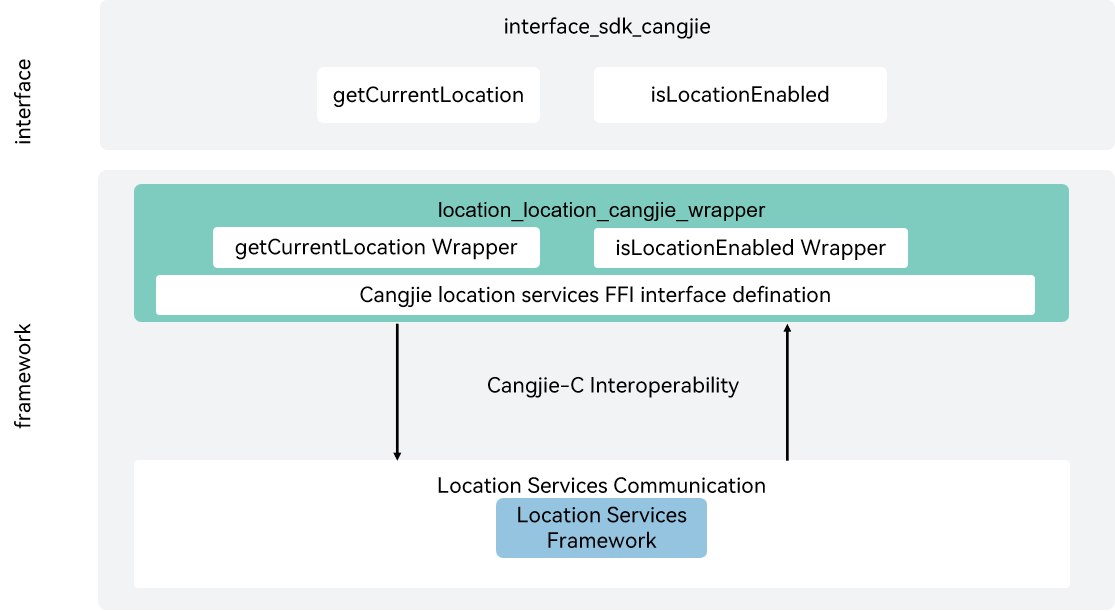 interface_sdk_cangjie
interface
getCurrentLocation
isLocationEnabled
location_location_cangjie_wrapper
getCurrentLocation Wrapper
isLocationEnabled Wrapper
Cangjie location services FFI interface defination
framework
Cangjie-C Interoperability
Location Services Communication
Location Services
Framework